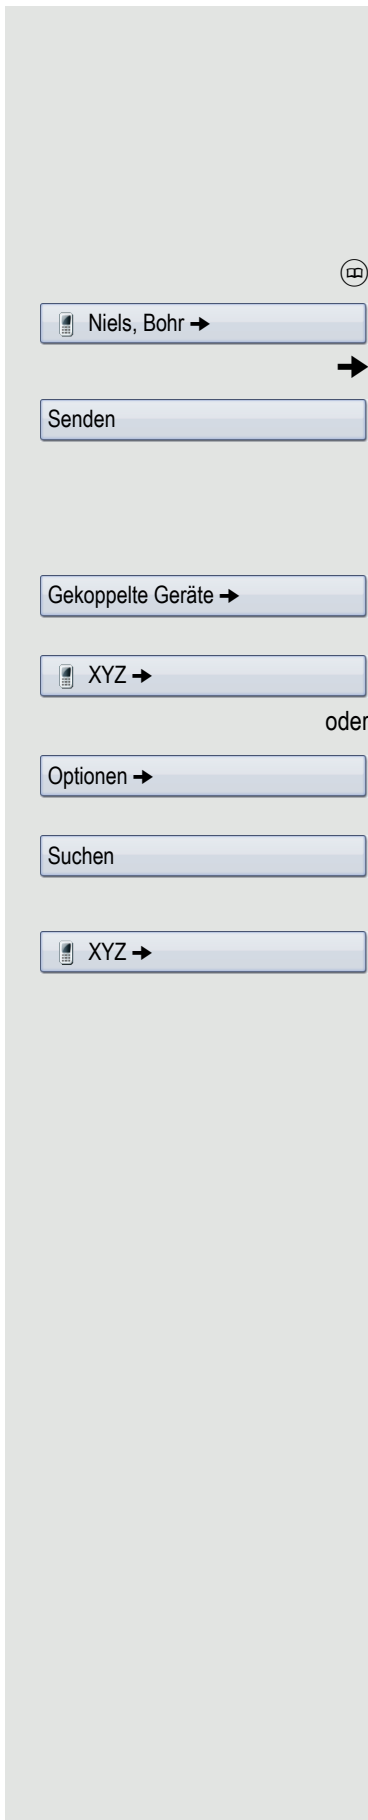 Niels, Bohr →
→
Senden
Gekoppelte Geräte →
XYZ →
oder
Optionen →
Suchen
XYZ →